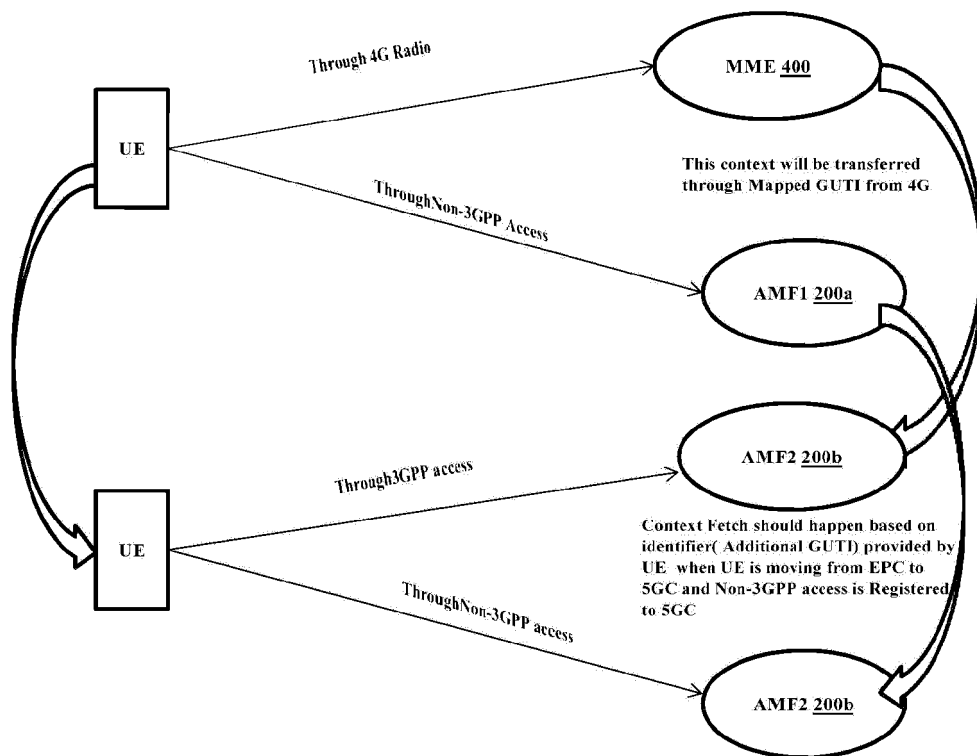 Through 4G Radio
MME 400
UE
This context will be transferred
through Mapped GUTI from 4G
ThroughNon-3GPP Access
AMF1 200a
AMF2 200b
Through3GPP access
Context Fetch should happen based on
identifier( Additional GUTI) provided by
UE when UE is moving from EPC to
5GC and Non-3GPP access is Registered
to 5GC
UE
ThroughNon-3GPP access
AMF2 200b